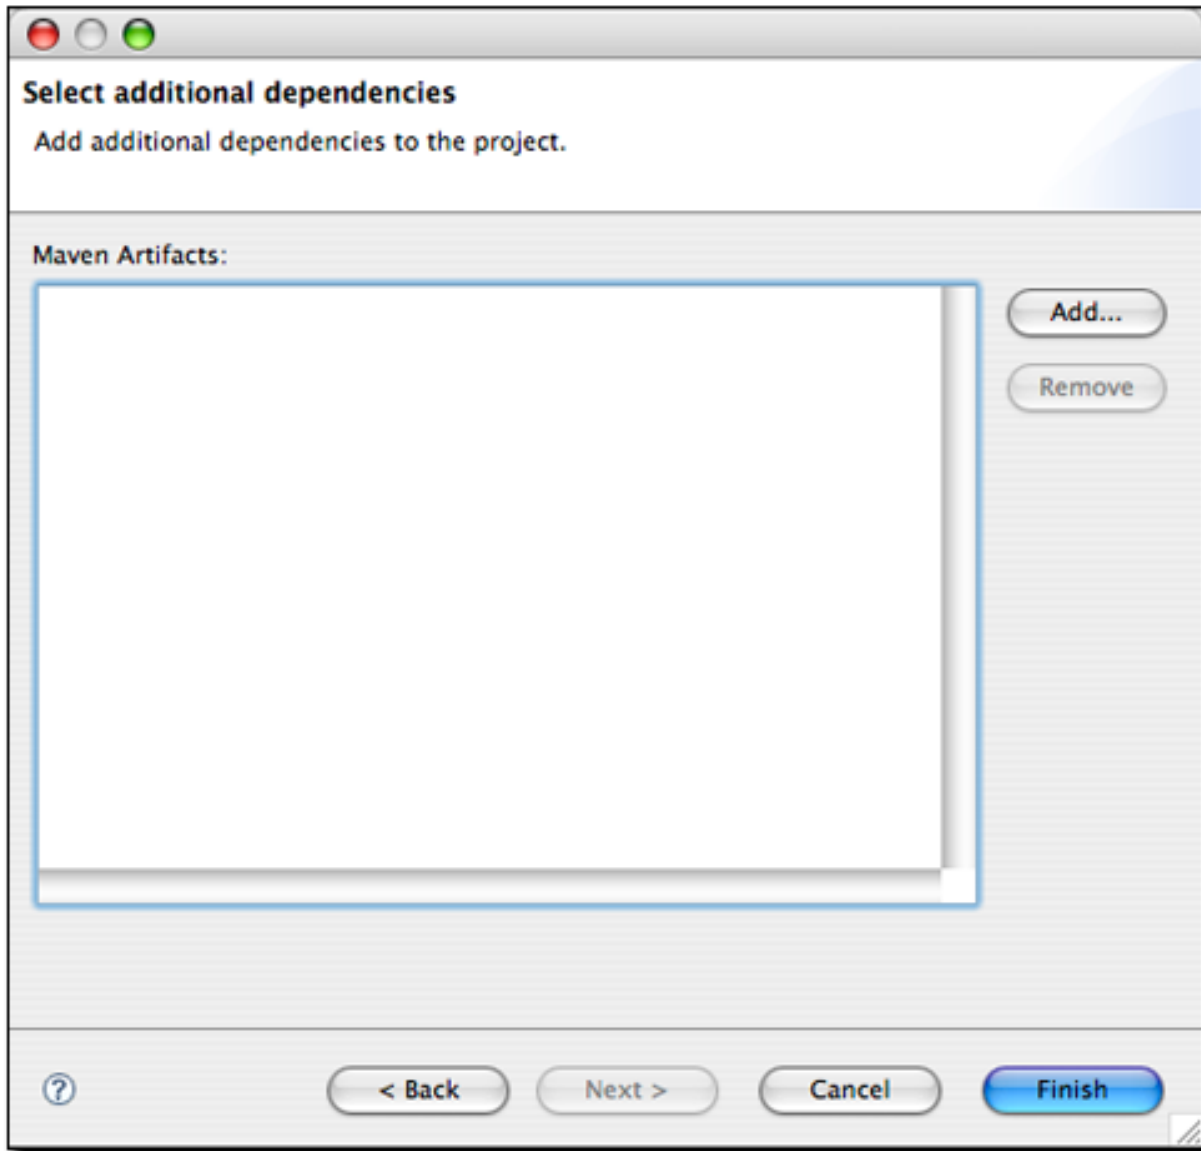 Select additional dependencies
Add additional dependencies to the project.
Maven Artifacts:
Add...
Remove
?
< Back
Next >
Cancel
Finish